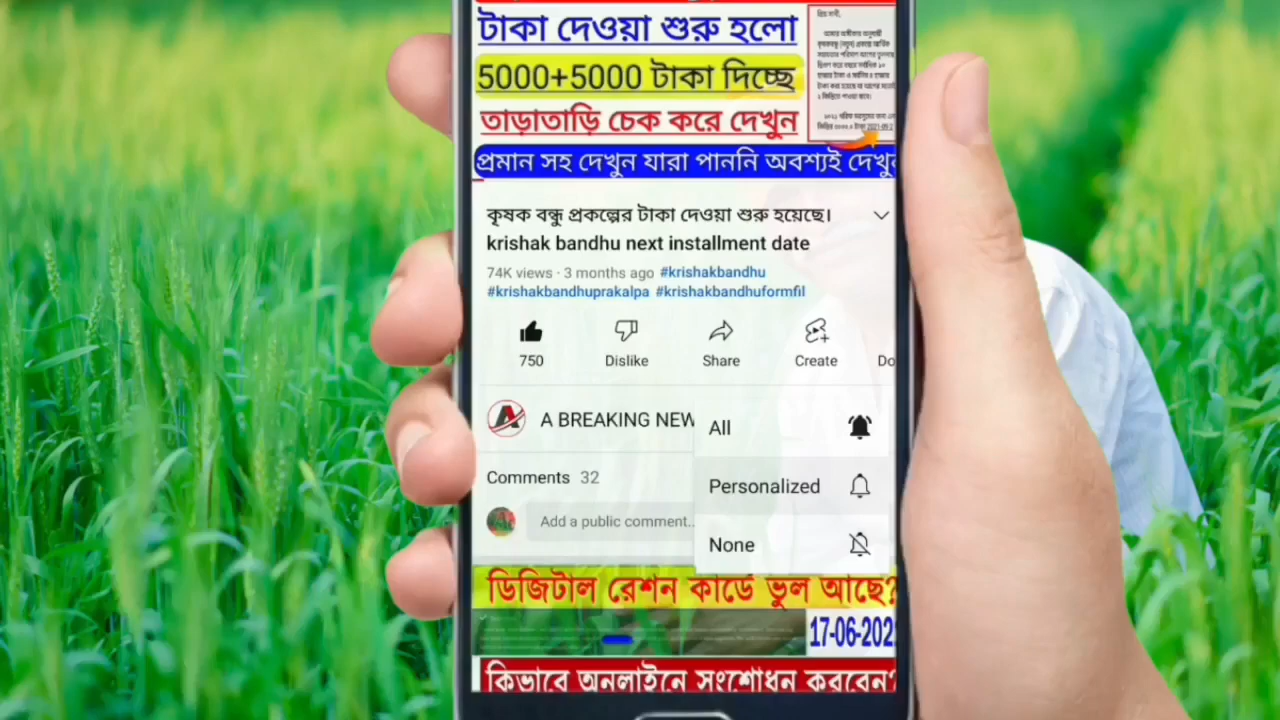 টাকা দেওয়া শুরু হলো
5000+5000 টাকা দিচ্ছে
তাড়াতাড়ি চেক করে দেখুন
প্রমান সহ দেখুন যারা পাননি অবশ্যই দেখু
প্রিয় সাথী,
কৃষক বন্ধু প্রকল্পের টাকা দেওয়া শুরু হয়েছে।
krishak bandhu next installment date
74K views · 3 months ago #krishakbandhu
#krishakbandhuprakalpa #krishakbandhuformfil
750 Dislike Share Create Do
A BREAKING NEW
All
Personalized
None
Comments 32
Add a public comment..
ডিজিটাল রেশন কার্ডে ভুল আছে?
17-06-202
কিভাবে অনলাইনে সংশোধন করবেন?